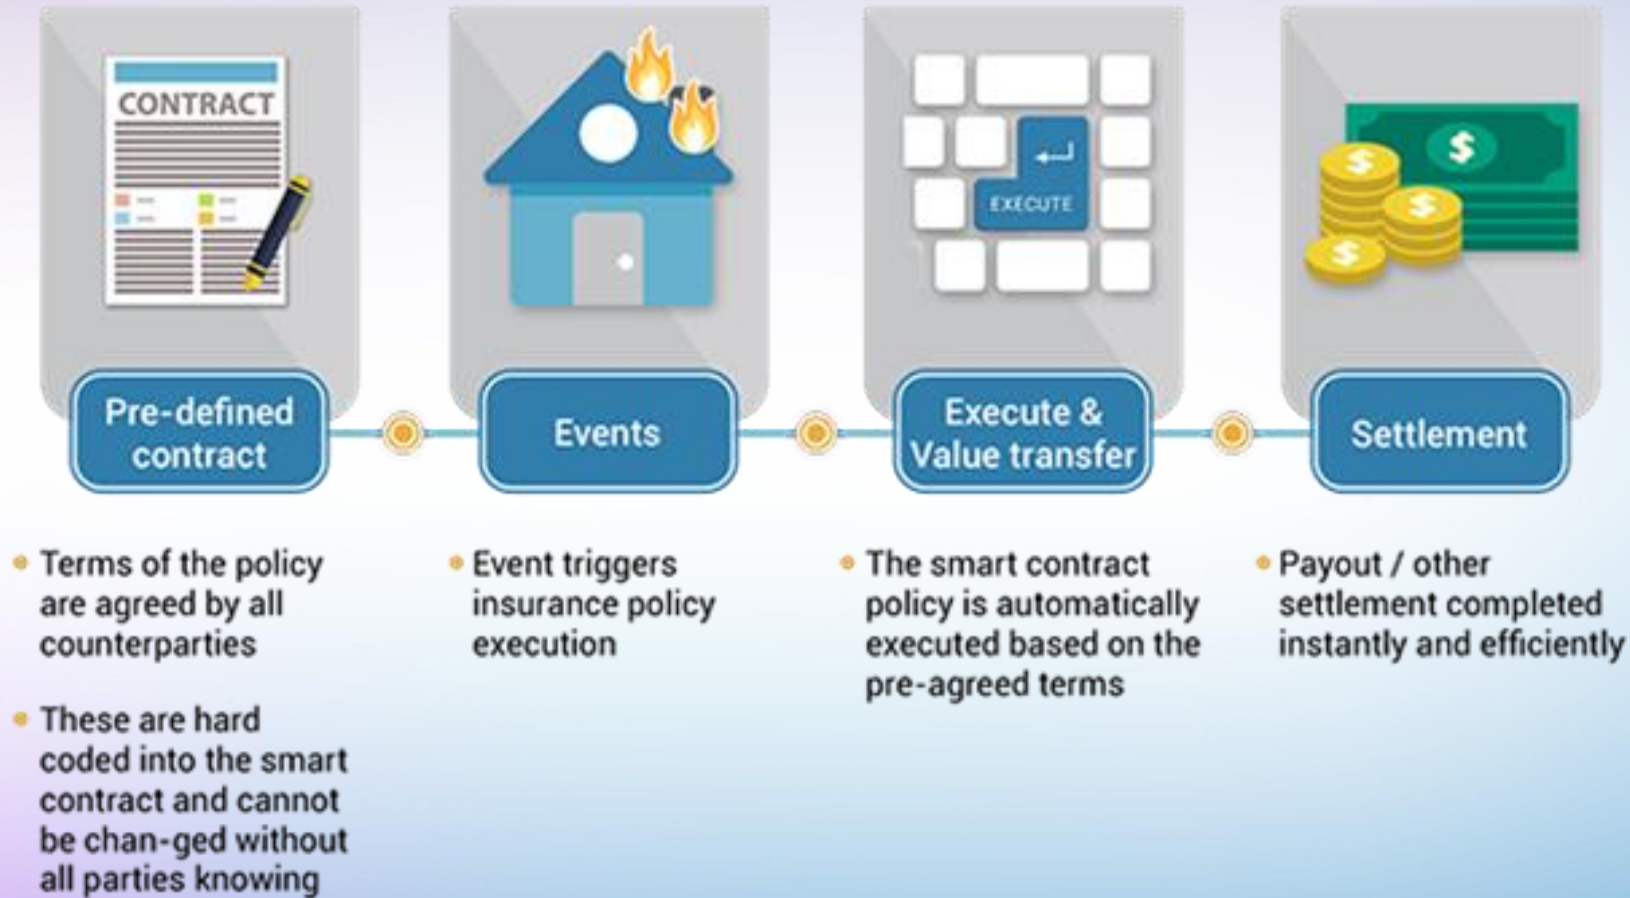 CONTRACT
EXECUTE
$
$
$
$
Pre-defined
contract
Events
Execute &
Value transfer
Settlement
• Terms of the policy
are agreed by all
counterparties
• These are hard
coded into the smart
contract and cannot
be chan-ged without
all parties knowing
• Event triggers
insurance policy
execution
• The smart contract
policy is automatically
executed based on the
pre-agreed terms
• Payout / other
settlement completed
instantly and efficiently